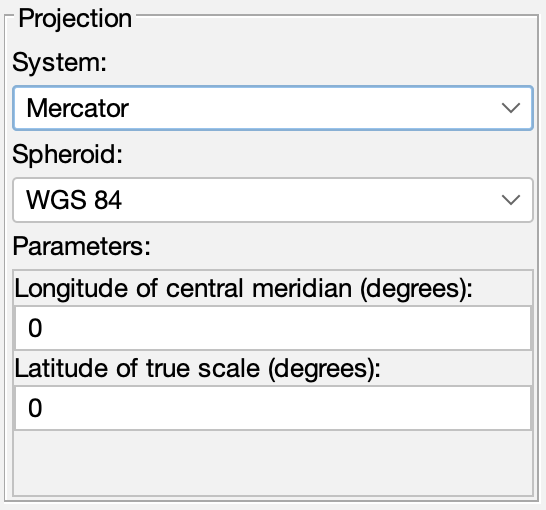 Projection
System:
Mercator
Spheroid:
WGS 84
Parameters:
Longitude of central meridian (degrees):
0
Latitude of true scale (degrees):
0